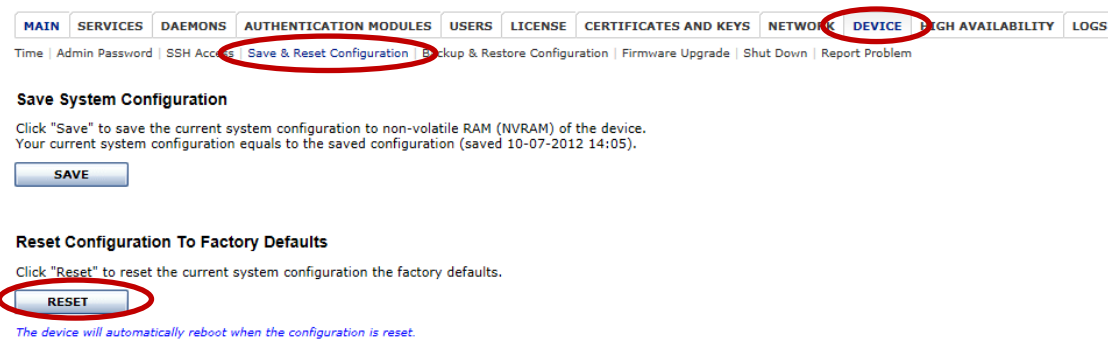 MAIN SERVICES DAEMONS AUTHENTICATION MODULES USERS LICENSE CERTIFICATES AND KEYS NETWORK DEVICE HIGH AVAILABILITY LOGS
Time | Admin Password | SSH Access | Save & Reset Configuration | Backup & Restore Configuration | Firmware Upgrade | Shut Down | Report Problem
Save System Configuration
Click "Save" to save the current system configuration to non-volatile RAM (NVRAM) of the device.
Your current system configuration equals to the saved configuration (saved 10-07-2012 14:05).
SAVE
Reset Configuration To Factory Defaults
Click "Reset" to reset the current system configuration the factory defaults.
RESET
The device will automatically reboot when the configuration is reset.